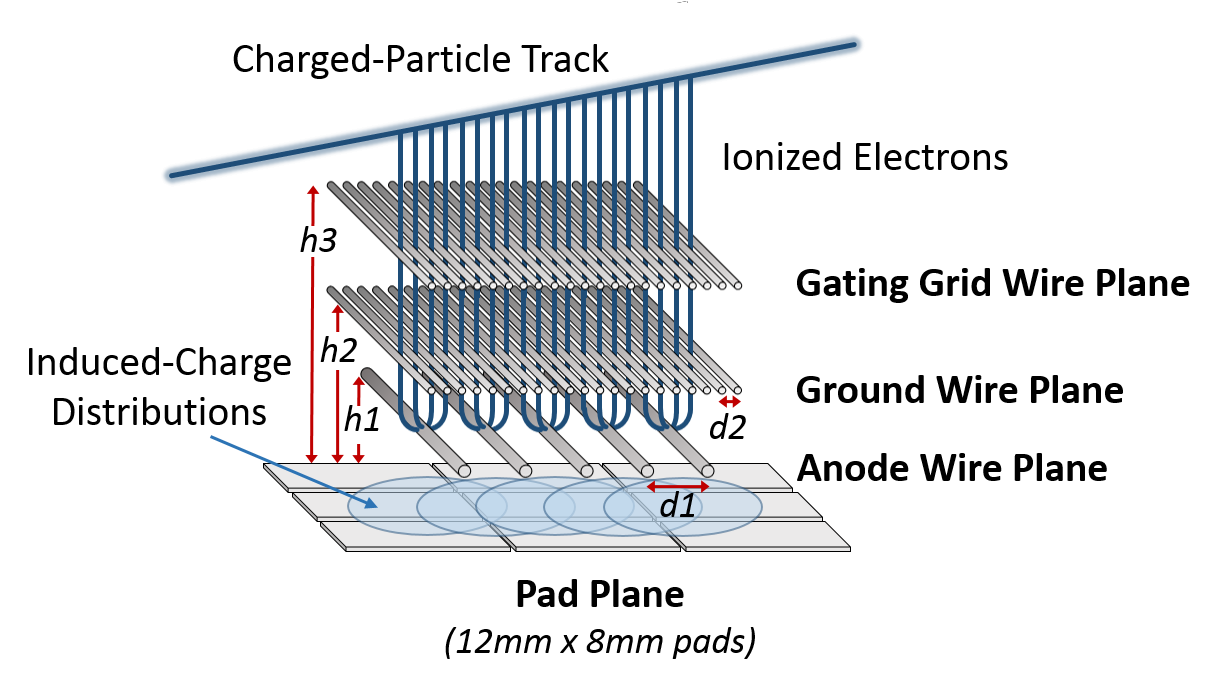 Charged-Particle Track
Ionized Electrons
h3
Gating Grid Wire Plane
h2
Induced-Charge
Distributions
h1
Ground Wire Plane
d2
Anode Wire Plane
d1
Pad Plane
(12mm x 8mm pads)